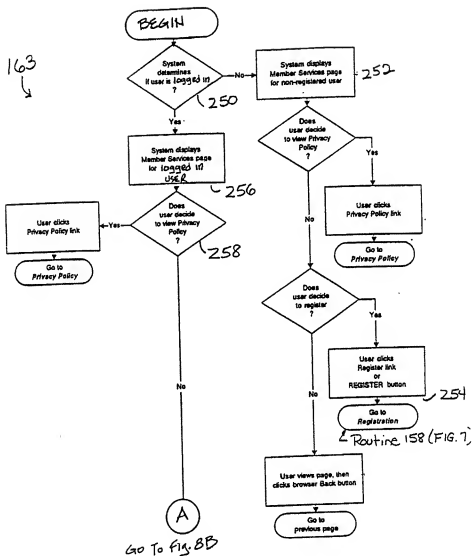 BEGIN
163
System
determines
if user is logged in
?
250
No
System displays
Member Services page
for non-registered user
252
Yes
System displays
Member Services page
for logged in
USER
256
Does
user decide
to view Privacy
Policy
?
Yes
User clicks
Privacy Policy link
Go to
Privacy Policy
No
Does
user decide
to register
?
Yes
User clicks
Register link
or
REGISTER button
254
Go to
Registration
Routine 158 (FIG. 7)
No
User views page, then
clicks browser Back button
Go to
previous page
Does
user decide
to view Privacy
Policy
?
258
Yes
User clicks
Privacy Policy link
Go to
Privacy Policy
No
A
GO TO Fig. 8B